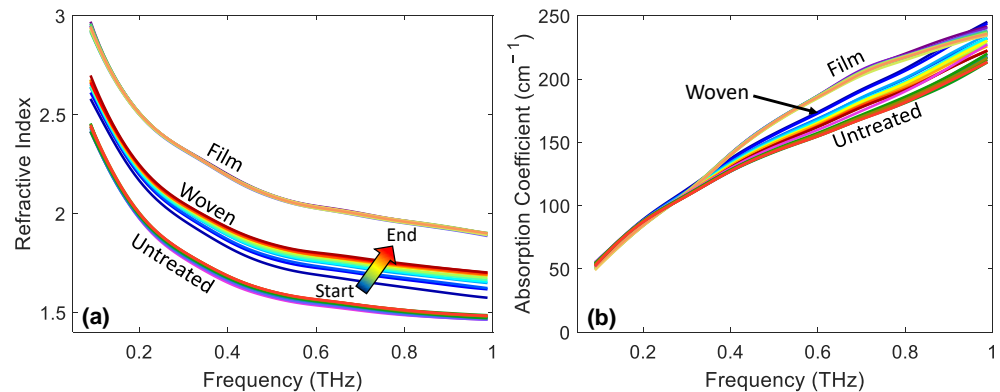 3
2.5
2
1.5
Refractive Index
Film
Woven
Untreated
End
Start
(a)
0.2 0.4 0.6 0.8 1
Frequency (THz)
250
200
150
100
50
0
Absorption Coefficient (cm⁻¹)
Film
Woven
Untreated
(b)
0.2 0.4 0.6 0.8 1
Frequency (THz)